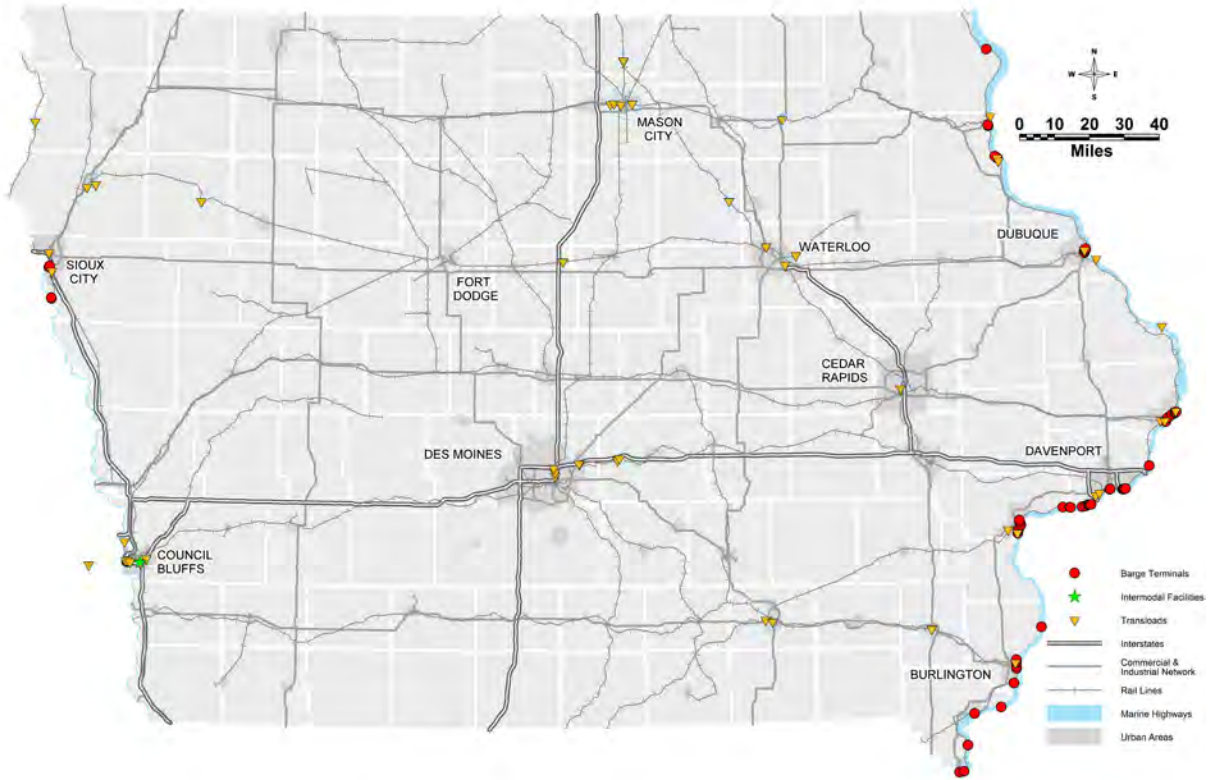 N
W E
S
0 10 20 30 40
Miles
MASON
CITY
DUBUQUE
WATERLOO
SIOUX
CITY
FORT
DODGE
CEDAR
RAPIDS
DES MOINES
DAVENPORT
COUNCIL
BLUFFS
BURLINGTON
Barge Terminals
Intermodal Facilities
Transloads
Interstates
Commercial &
Industrial Network
Rail Lines
Marine Highways
Urban Areas